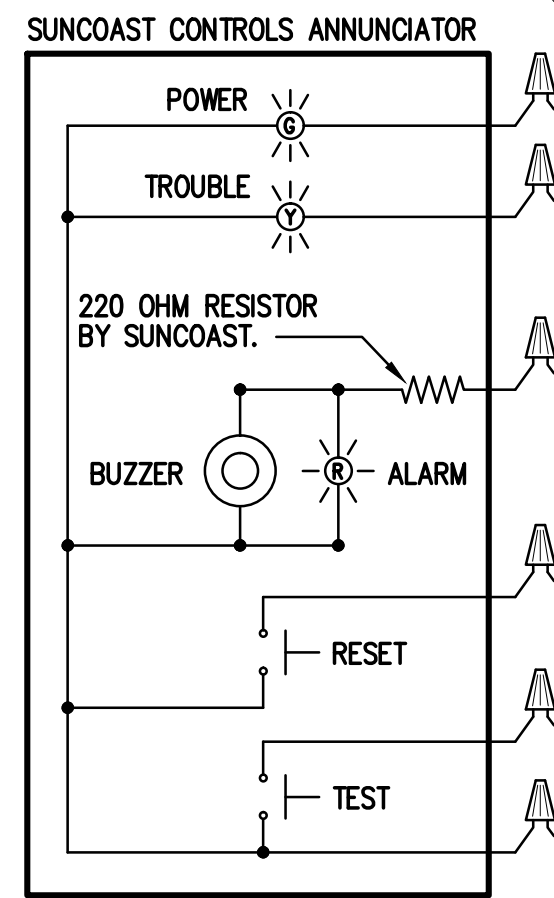 SUNCOAST CONTROLS ANNUNCIATOR
POWER
G
TROUBLE
Y
220 OHM RESISTOR
BY SUNCOAST.
BUZZER
R
ALARM
RESET
TEST